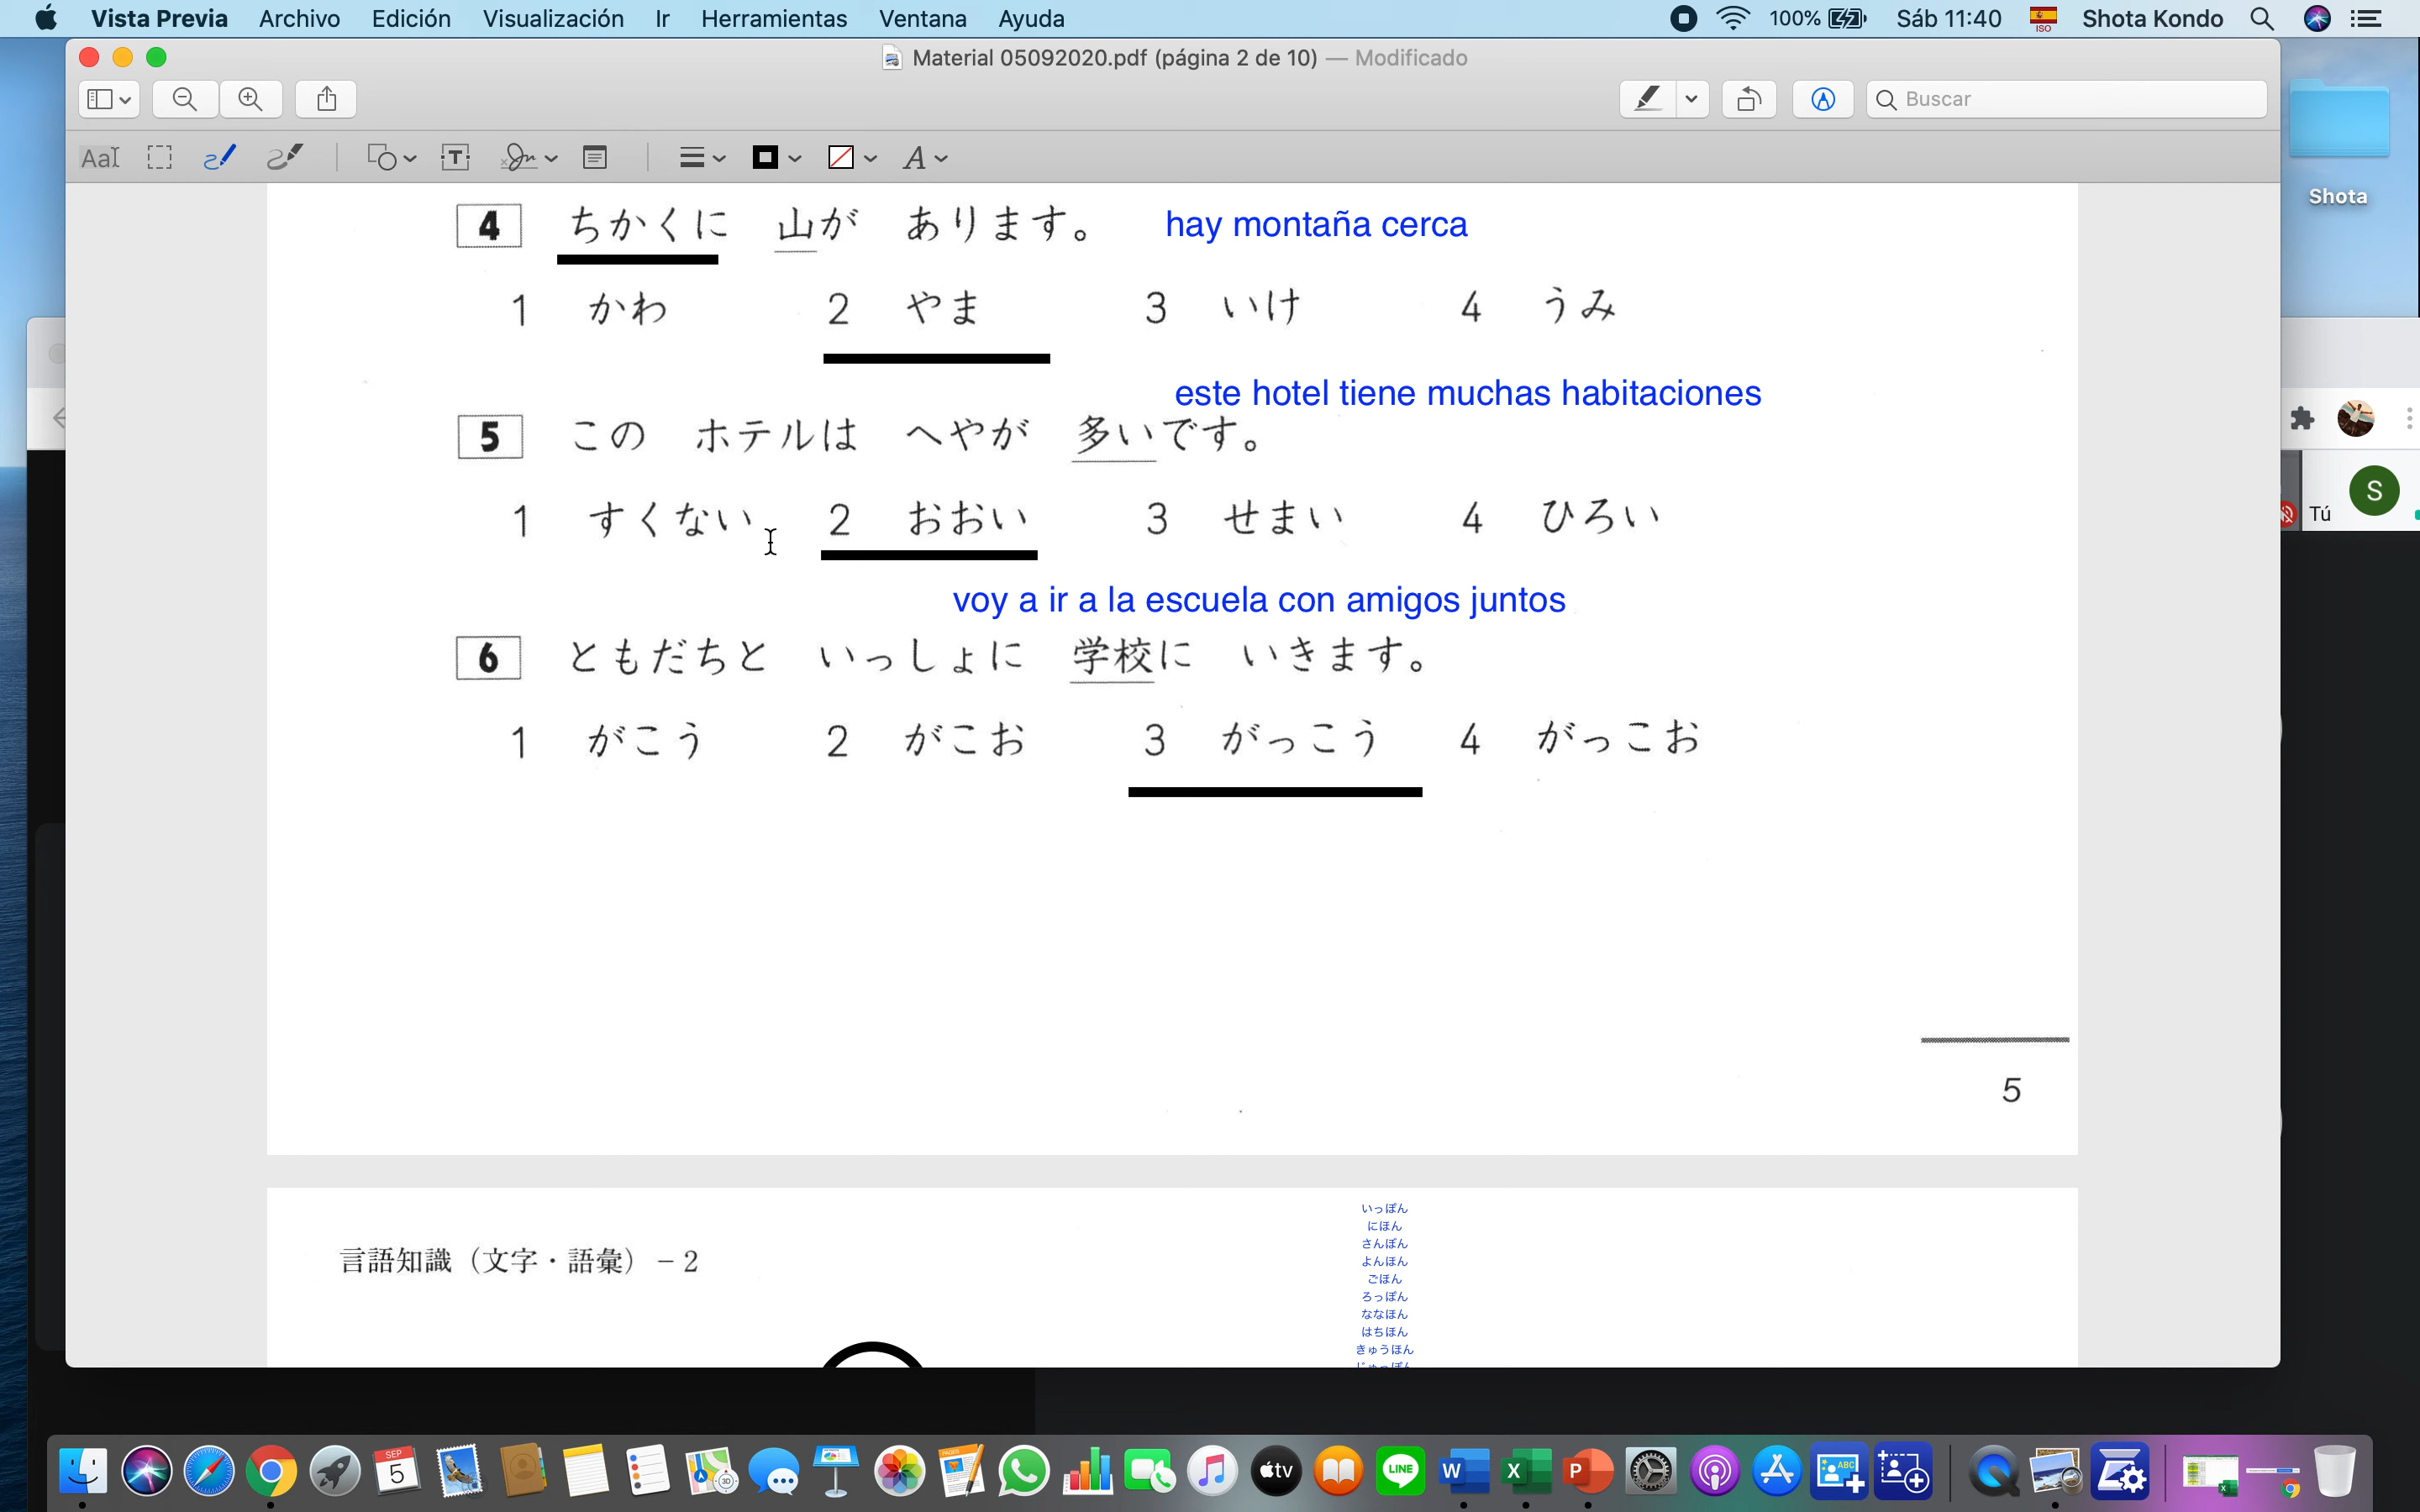 Vista Previa Archivo Edición Visualización Ir Herramientas Ventana Ayuda 100% Sáb 11:40 ISO Shota Kondo
Material 05092020.pdf (página 2 de 10) — Modificado
Buscar
AaI T A
Shota
4 ちかくに 山が あります。 hay montaña cerca
1 かわ 2 やま 3 いけ 4 うみ
este hotel tiene muchas habitaciones
5 この ホテルは へやが 多いです。
1 すくない 2 おおい 3 せまい 4 ひろい
S
Tú
voy a ir a la escuela con amigos juntos
6 ともだちと いっしょに 学校に いきます。
1 がこう 2 がこお 3 がっこう 4 がっこお
5
いっぽん
にほん
さんぼん
よんほん
ごほん
ろっぽん
ななほん
はちほん
きゅうほん
言語知識（文字・語彙）－2
SEP
5
3D
PAGES
tv
LINE
W
X
P
ABC